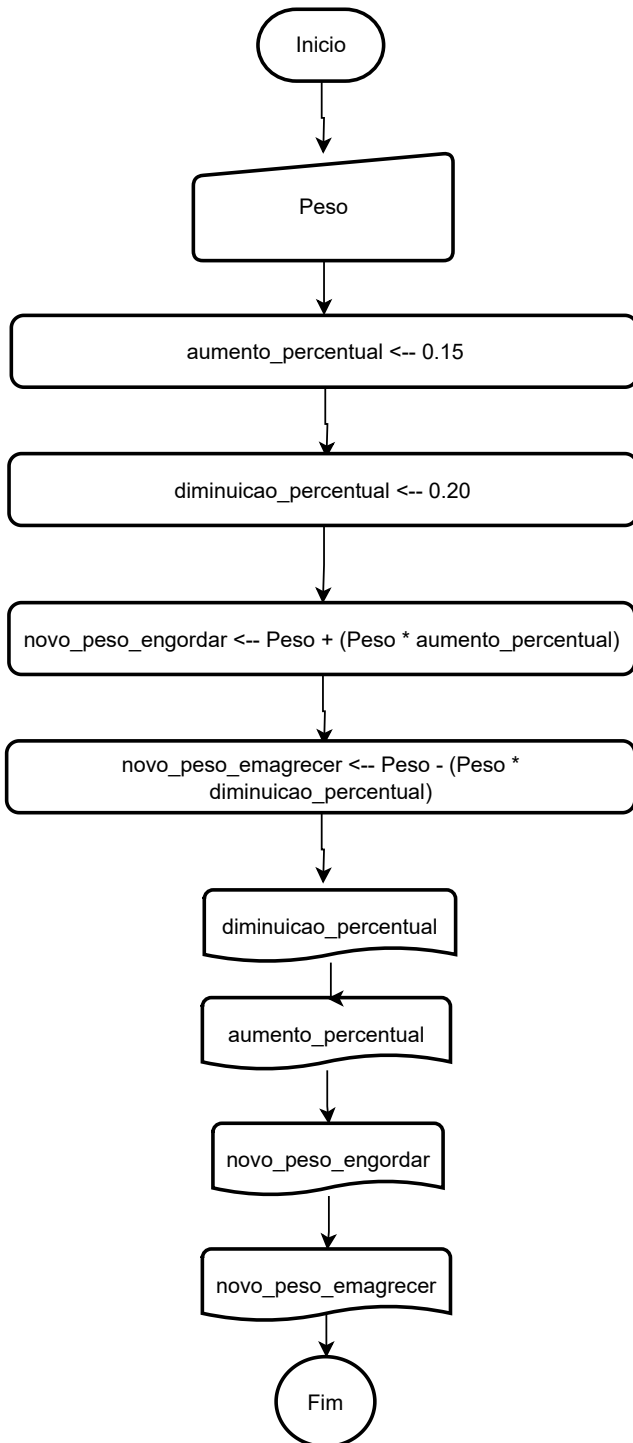 Inicio
Peso
aumento_percentual <-- 0.15
diminuicao_percentual <-- 0.20
novo_peso_engordar <-- Peso + (Peso * aumento_percentual)
novo_peso_emagrecer <-- Peso - (Peso *
diminuicao_percentual)
diminuicao_percentual
aumento_percentual
novo_peso_engordar
novo_peso_emagrecer
Fim